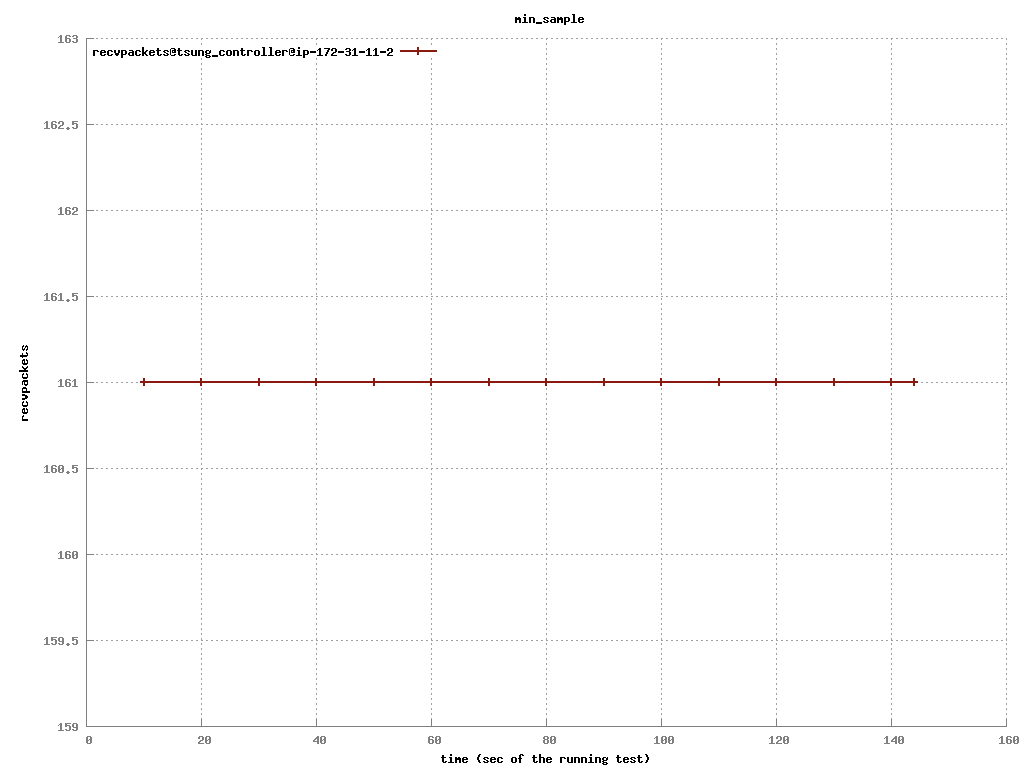 min_sample
recvpackets@tsung_controller@ip-172-31-11-2
163
162.5
162
161.5
161
160.5
160
159.5
159
recvpackets
0 20 40 60 80 100 120 140 160
time (sec of the running test)